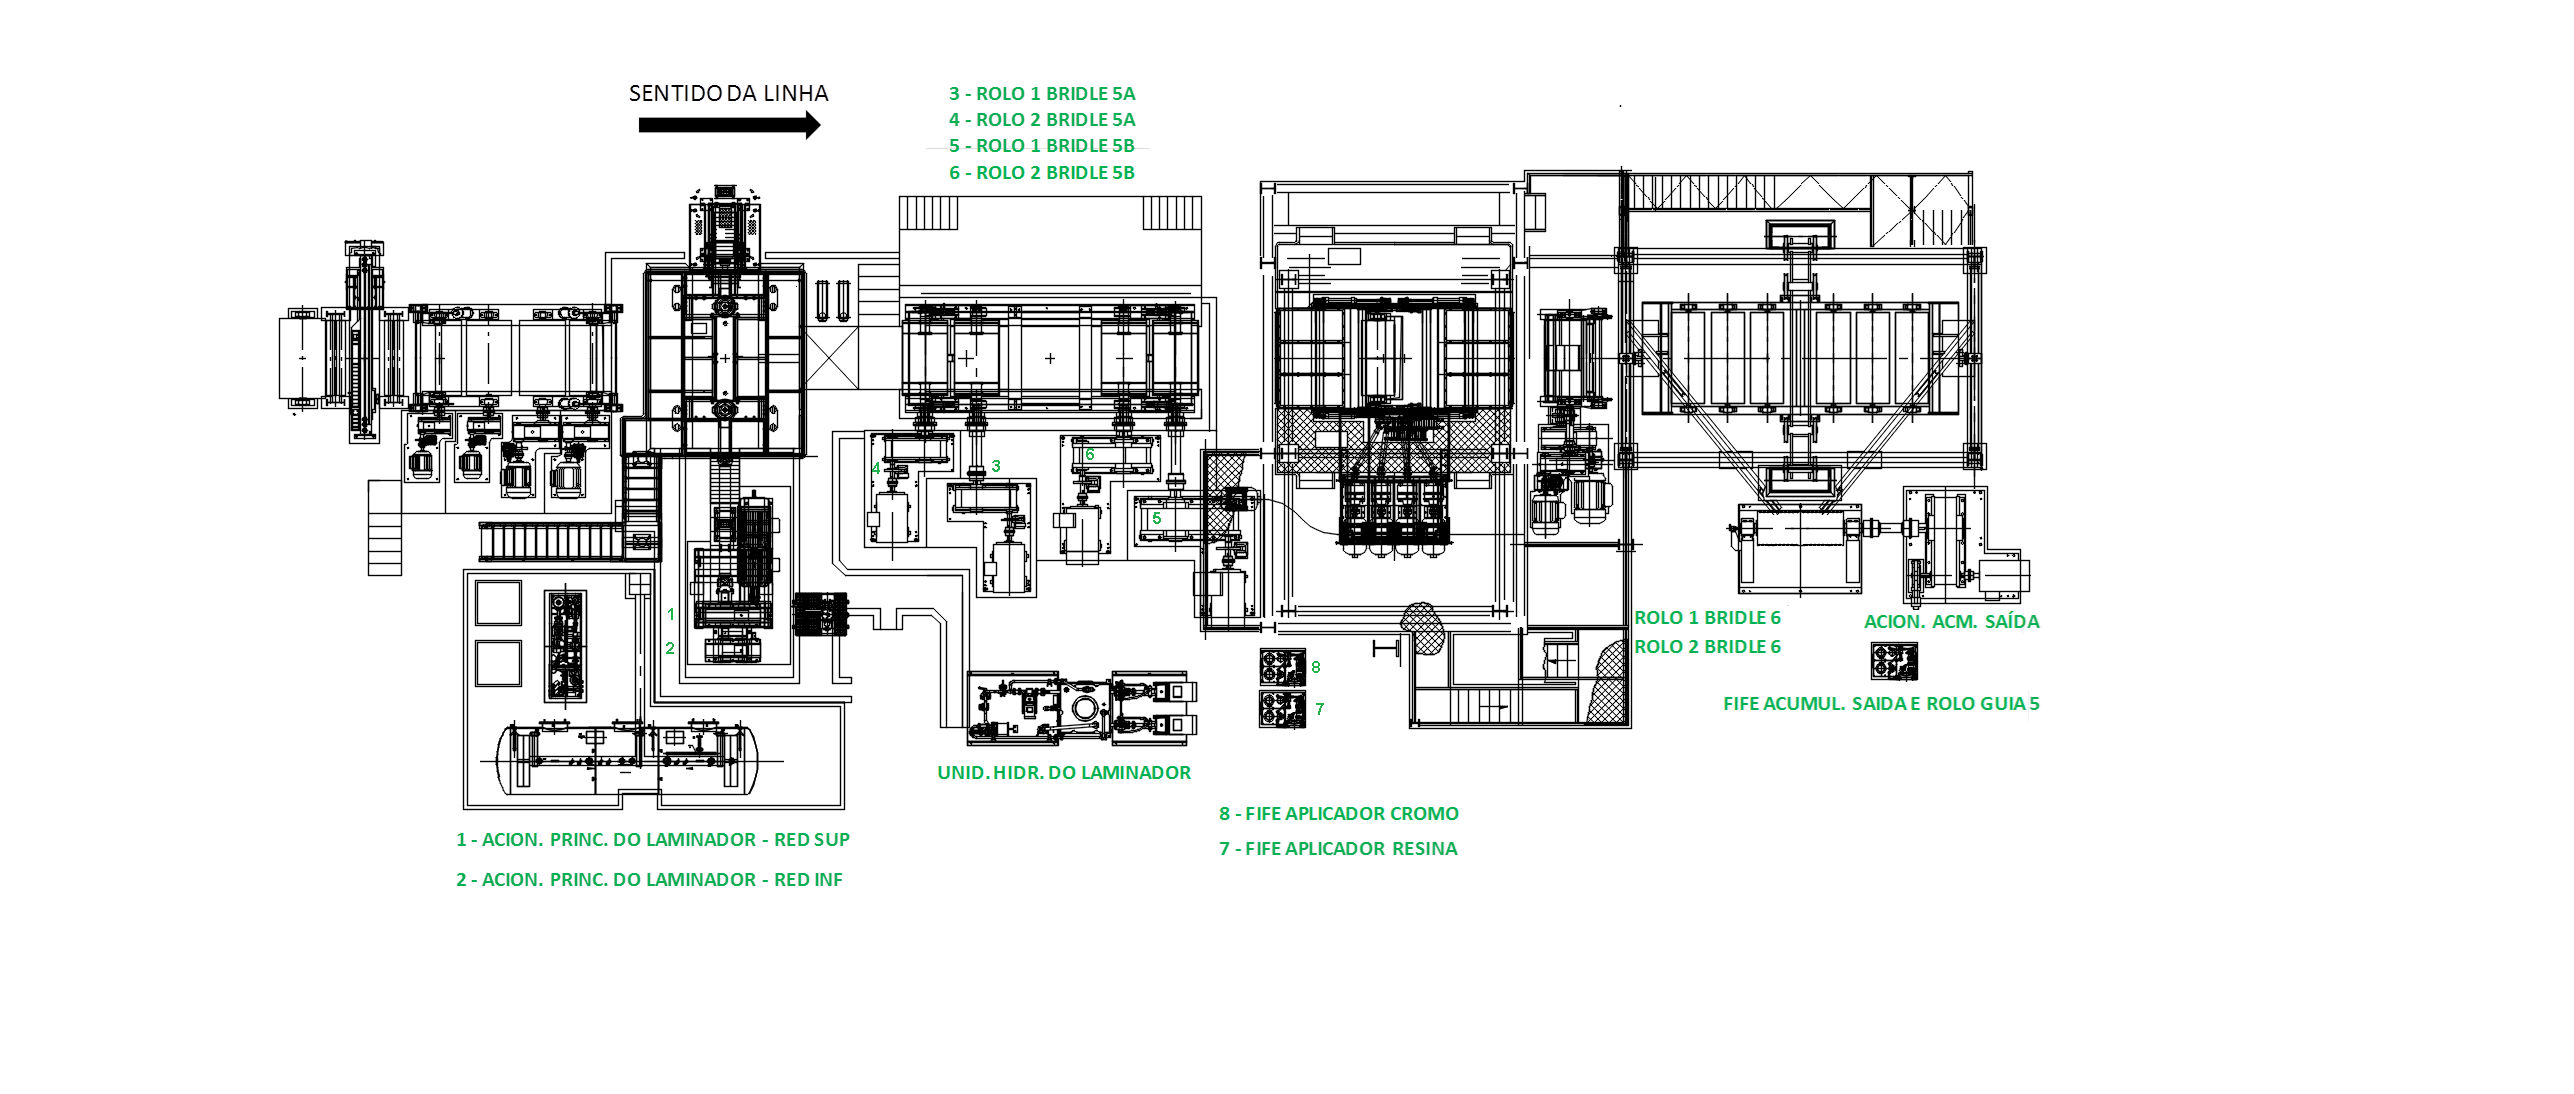 SENTIDO DA LINHA
3 - ROLO 1 BRIDLE 5A
4 - ROLO 2 BRIDLE 5A
5 - ROLO 1 BRIDLE 5B
6 - ROLO 2 BRIDLE 5B
4
3
6
5
1
2
ROLO 1 BRIDLE 6
ROLO 2 BRIDLE 6
ACION. ACM. SAÍDA
8
7
FIFE ACUMUL. SAIDA E ROLO GUIA 5
UNID. HIDR. DO LAMINADOR
8 - FIFE APLICADOR CROMO
7 - FIFE APLICADOR RESINA
1 - ACION. PRINC. DO LAMINADOR - RED SUP
2 - ACION. PRINC. DO LAMINADOR - RED INF